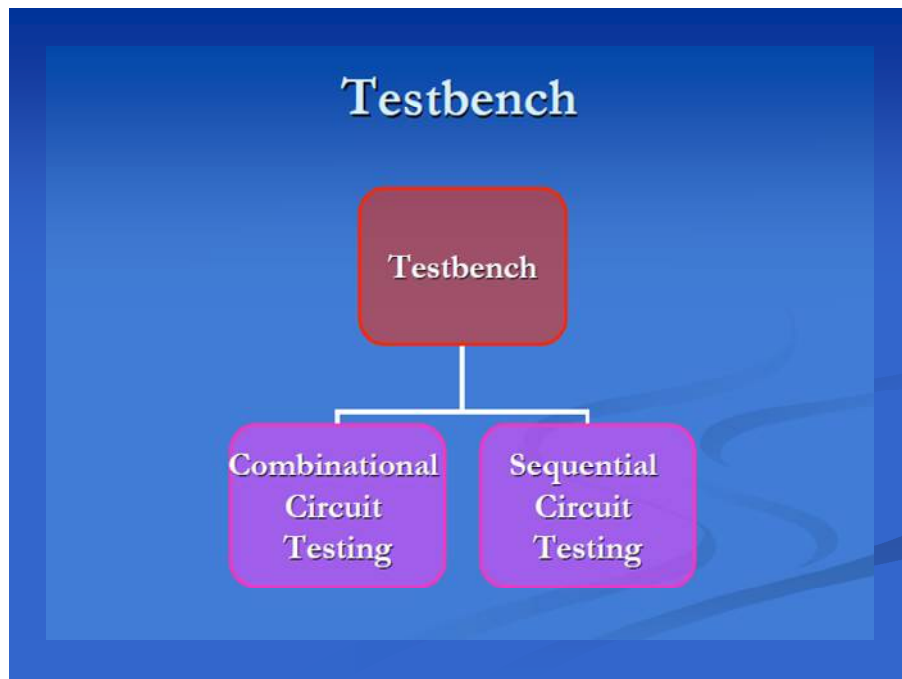 Testbench
Testbench
Combinational
Circuit
Testing
Sequential
Circuit
Testing